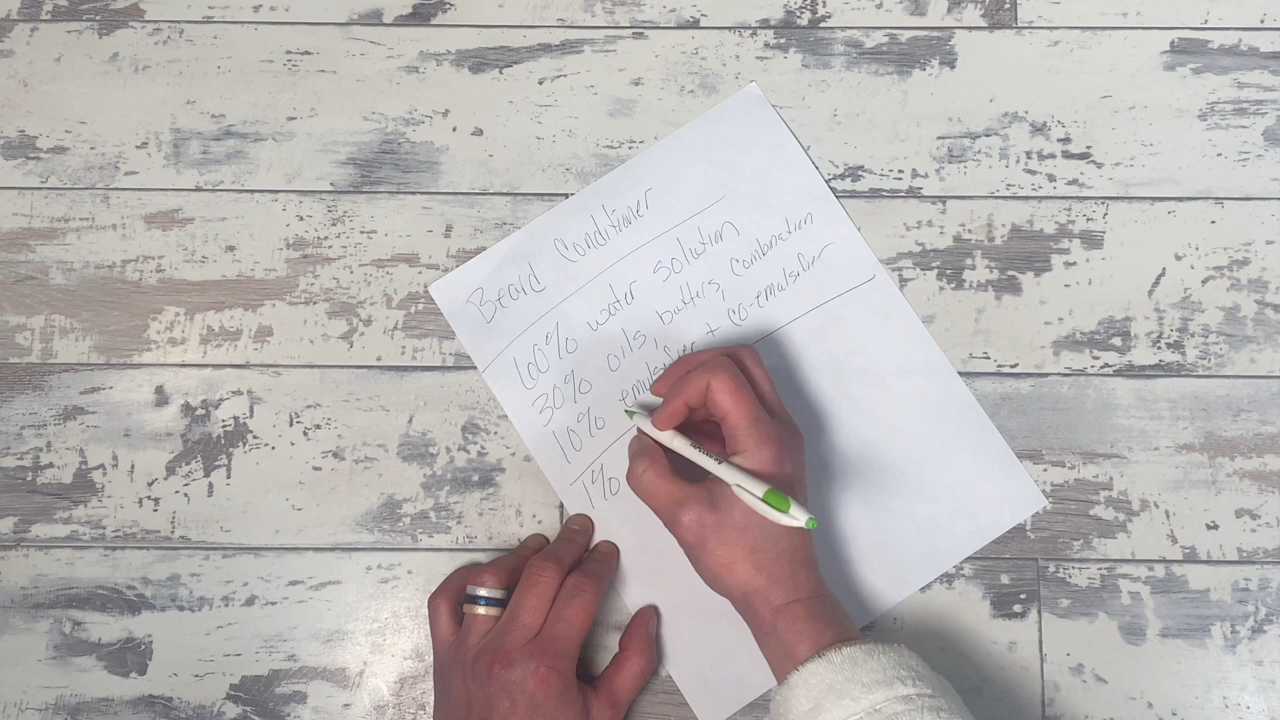 Beard Conditioner
60% water solution
30% oils, butters, combination
10% emulsifier + co-emulsifier
1%